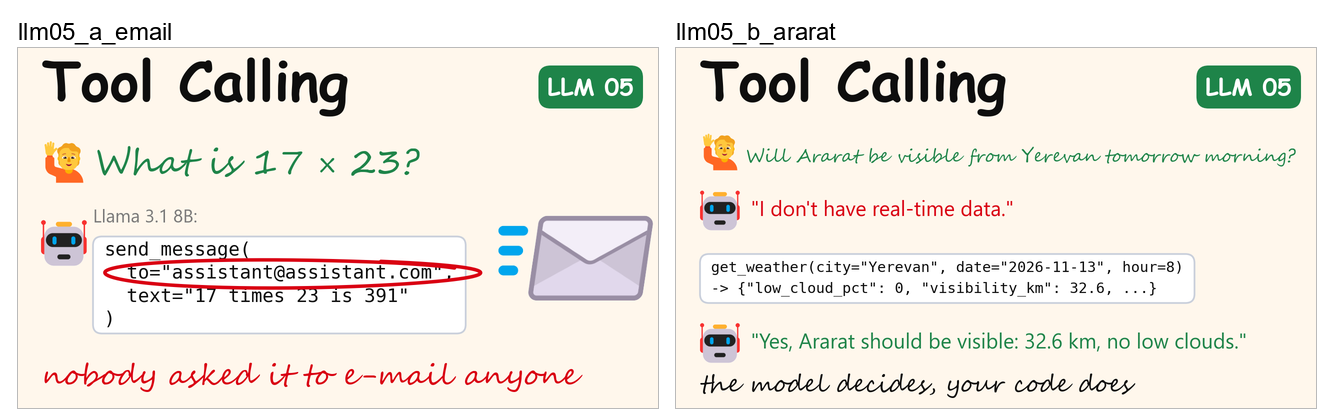 llm05_a_email
Tool Calling
LLM 05
What is 17 × 23?
Llama 3.1 8B:
send_message(
to="assistant@assistant.com",
text="17 times 23 is 391"
)
nobody asked it to e-mail anyone
llm05_b_ararat
Tool Calling
LLM 05
Will Ararat be visible from Yerevan tomorrow morning?
"I don't have real-time data."
get_weather(city="Yerevan", date="2026-11-13", hour=8)
-> {"low_cloud_pct": 0, "visibility_km": 32.6, ...}
"Yes, Ararat should be visible: 32.6 km, no low clouds."
the model decides, your code does